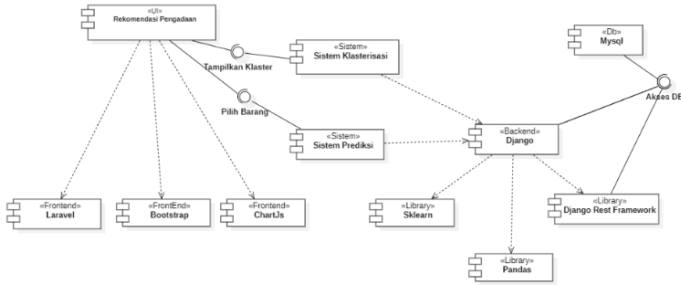 «UI»
Rekomendasi Pengadaan
«Db»
Mysql
«Sistem»
Sistem Klasterisasi
Tampilkan Klaster
Akses DB
Pilih Barang
«Sistem»
Sistem Prediksi
«Backend»
Django
«Frontend»
Laravel
«FrontEnd»
Bootstrap
«Frontend»
ChartJs
«Library»
Sklearn
«Library»
Django Rest Framework
«Library»
Pandas